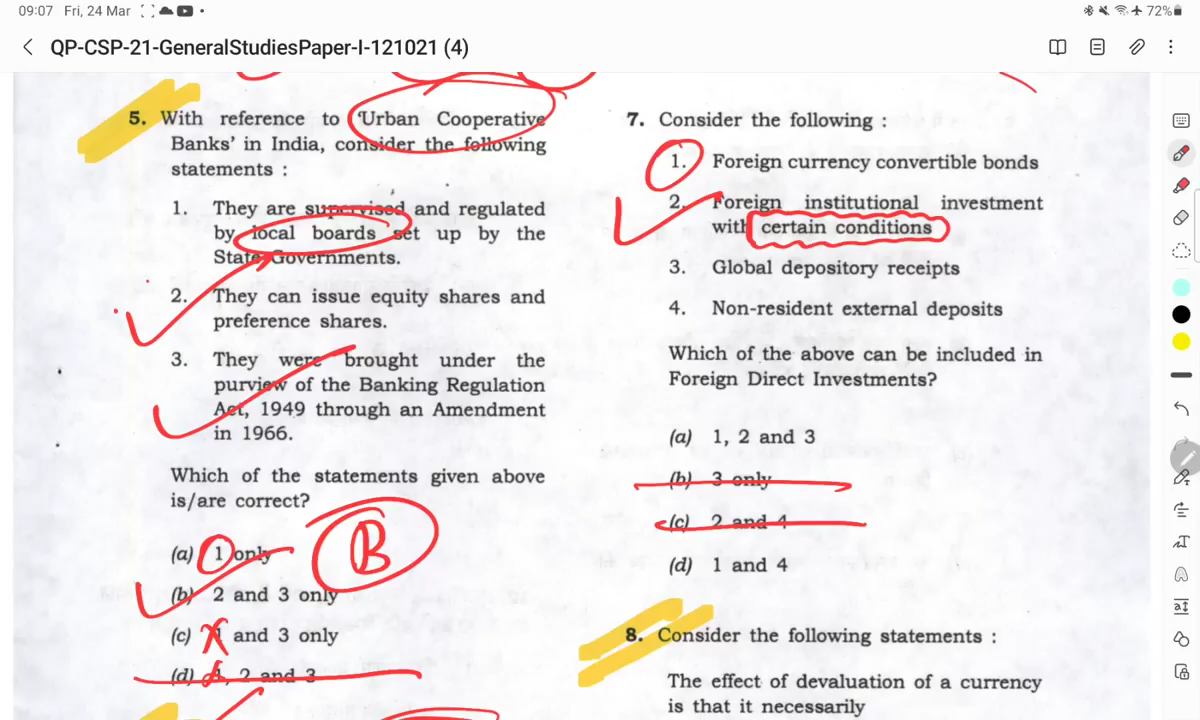 09:07 Fri, 24 Mar
72%
QP-CSP-21-GeneralStudiesPaper-I-121021 (4)
5. With reference to 'Urban Cooperative
Banks' in India, consider the following
statements :
1. They are supervised and regulated
by local boards set up by the
State Governments.
2. They can issue equity shares and
preference shares.
3. They were brought under the
purview of the Banking Regulation
Act, 1949 through an Amendment
in 1966.
Which of the statements given above
is/are correct?
(a) 1 only
B
(b) 2 and 3 only
(c) 1 and 3 only
(d) 1, 2 and 3
7. Consider the following :
1. Foreign currency convertible bonds
2. Foreign institutional investment
with certain conditions
3. Global depository receipts
4. Non-resident external deposits
Which of the above can be included in
Foreign Direct Investments?
(a) 1, 2 and 3
(b) 3 only
(c) 2 and 4
(d) 1 and 4
8. Consider the following statements :
The effect of devaluation of a currency
is that it necessarily